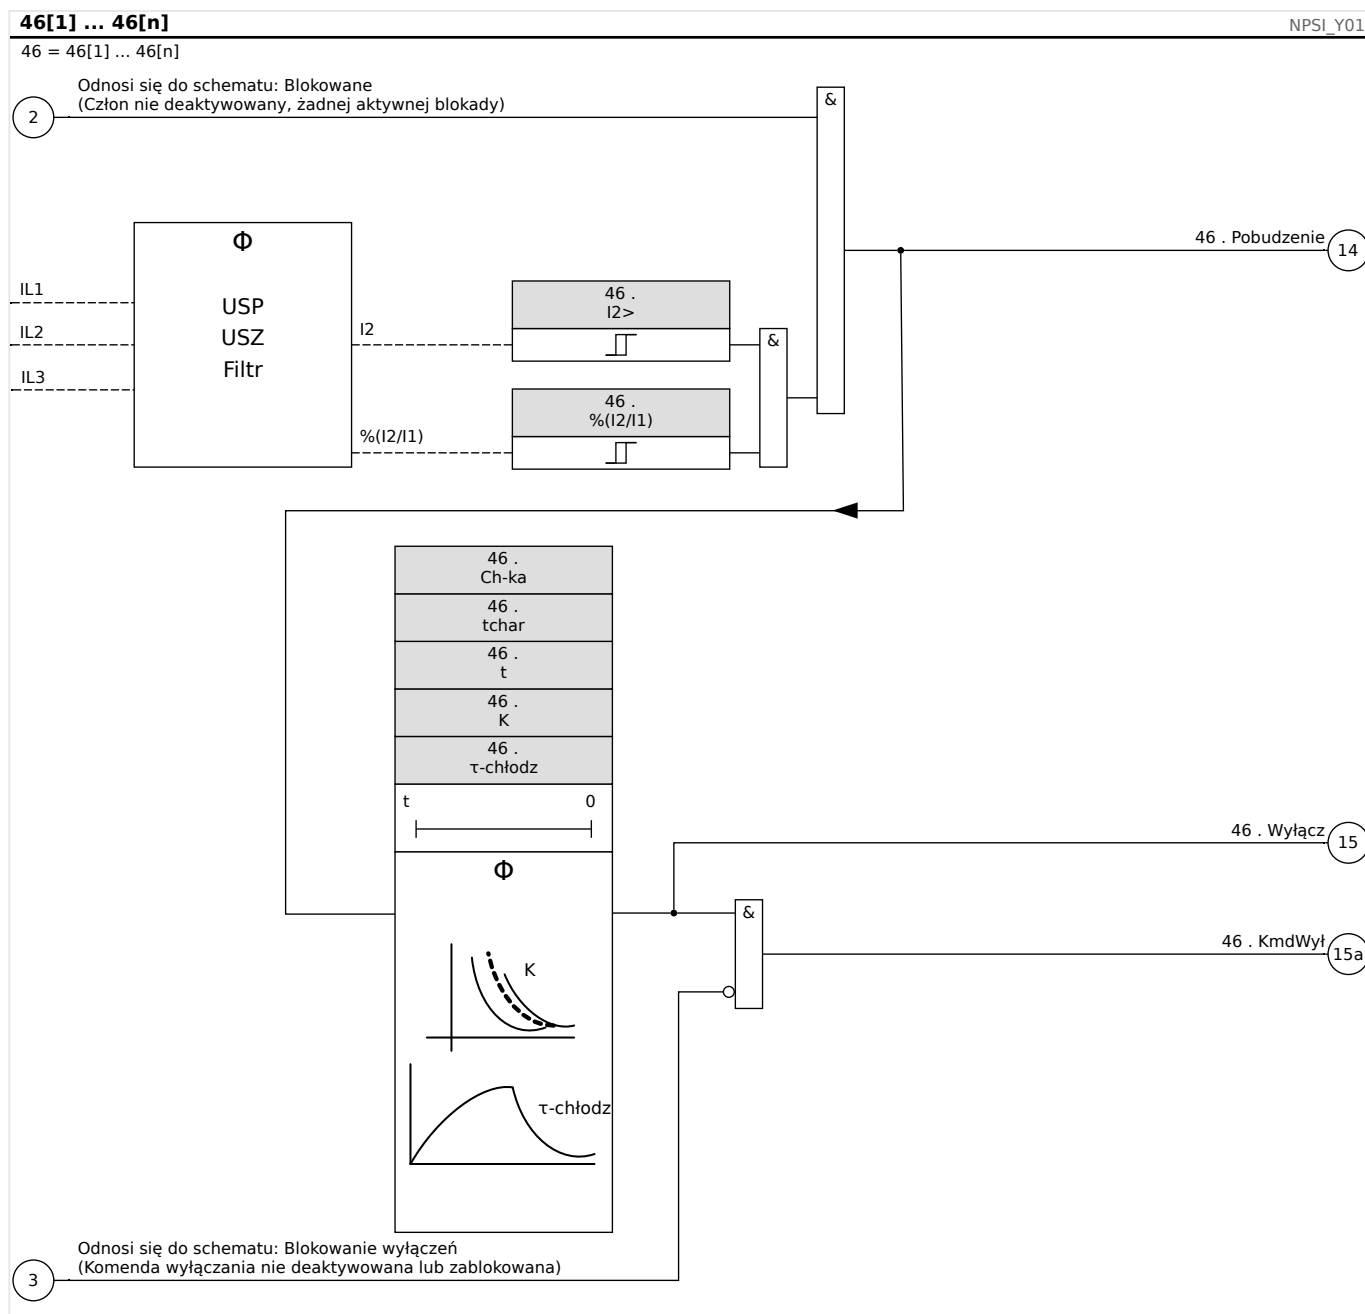 46[1] ... 46[n]
NPSI_Y01
46 = 46[1] ... 46[n]
Odnosi się do schematu: Blokowane
(Człon nie deaktywowany, żadnej aktywnej blokady)
2
&
46 . Pobudzenie
14
Φ
USP
USZ
Filtr
IL1
IL2
IL3
I2
%(I2/I1)
46 .
I2>
46 .
%(I2/I1)
&
46 .
Ch-ka
46 .
tchar
46 .
t
46 .
K
46 .
τ-chłodz
t
0
Φ
K
τ-chłodz
46 . Wyłącz
15
&
46 . KmdWył
15a
Odnosi się do schematu: Blokowanie wyłączeń
(Komenda wyłączania nie deaktywowana lub zablokowana)
3